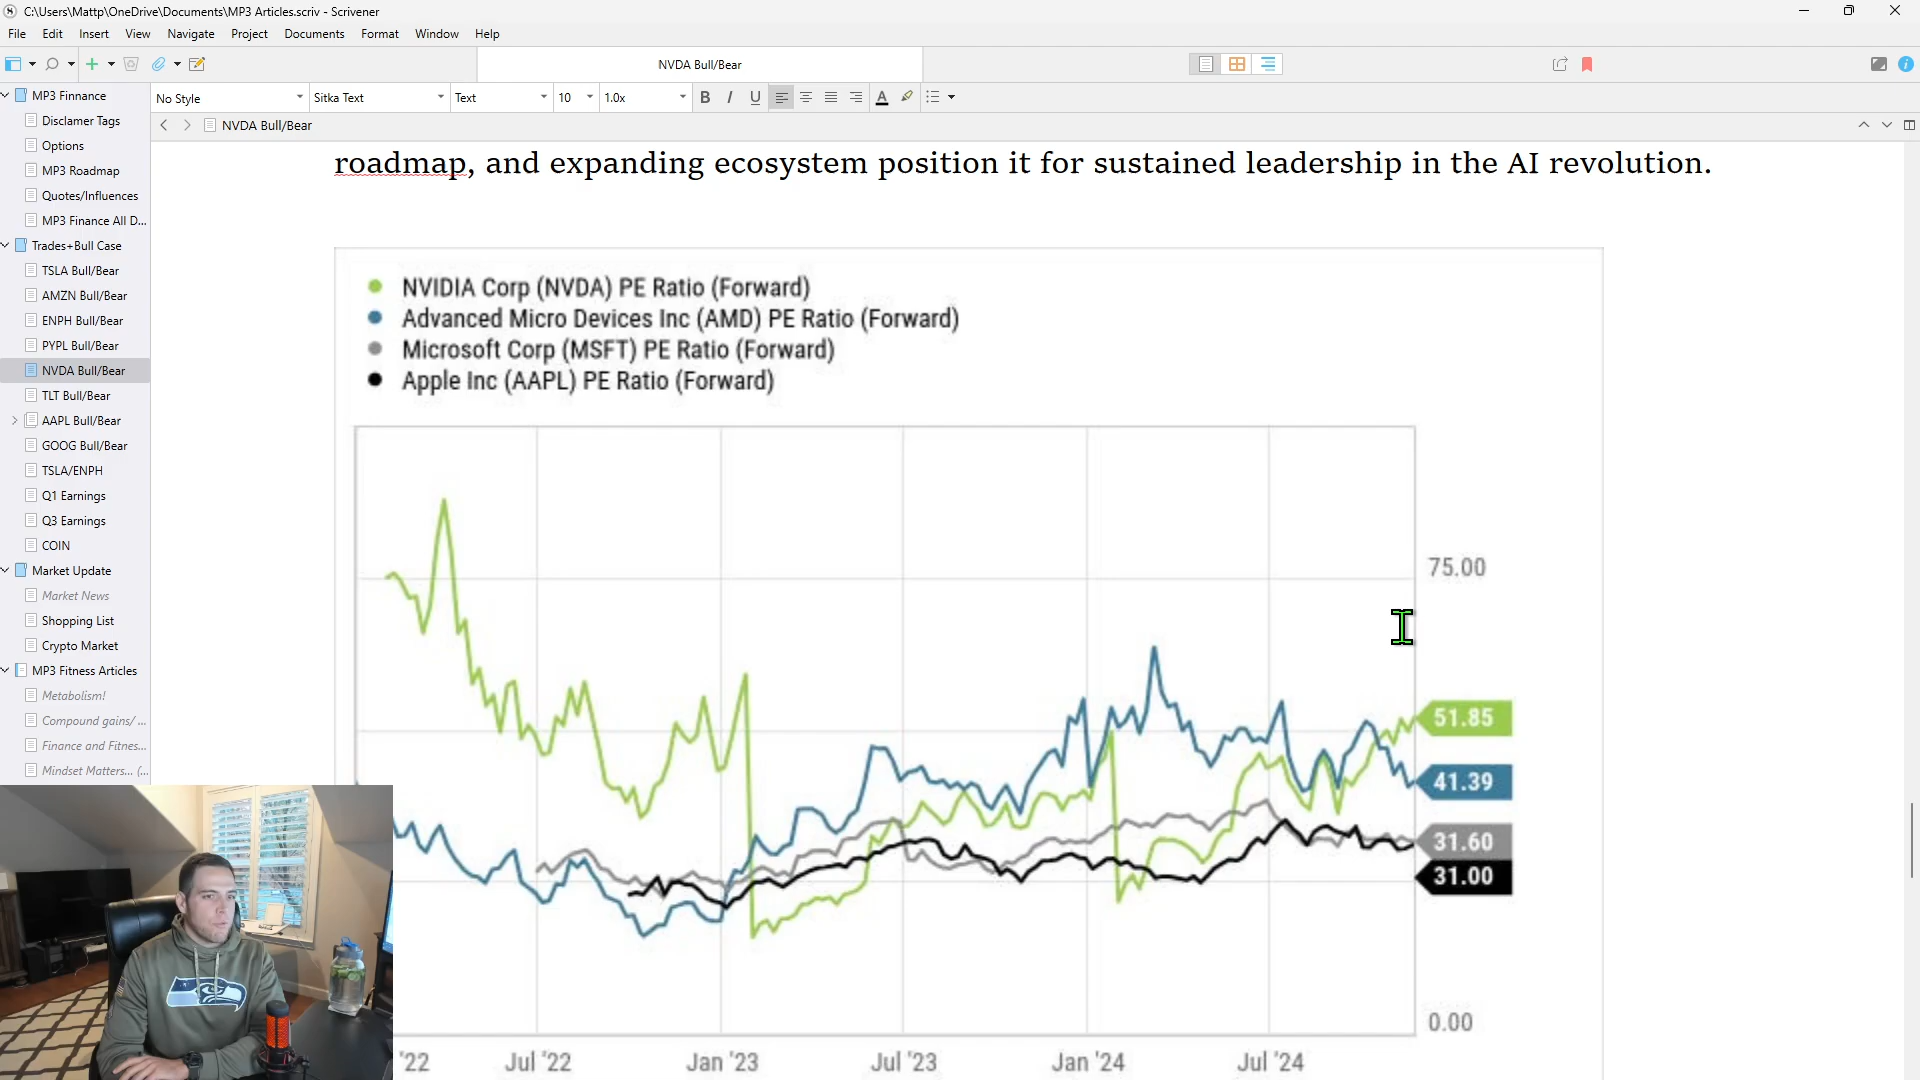 C:\Users\Mattp\OneDrive\Documents\MP3 Articles.scriv - Scrivener
File Edit Insert View Navigate Project Documents Format Window Help
NVDA Bull/Bear
No Style Sitka Text Text 10 1.0x B I U A
NVDA Bull/Bear
MP3 Finnance
Disclamer Tags
Options
MP3 Roadmap
Quotes/Influences
MP3 Finance All D...
Trades+Bull Case
TSLA Bull/Bear
AMZN Bull/Bear
ENPH Bull/Bear
PYPL Bull/Bear
NVDA Bull/Bear
TLT Bull/Bear
AAPL Bull/Bear
GOOG Bull/Bear
TSLA/ENPH
Q1 Earnings
Q3 Earnings
COIN
Market Update
Market News
Shopping List
Crypto Market
MP3 Fitness Articles
Metabolism!
Compound gains/ ...
Finance and Fitnes...
Mindset Matters... (...
roadmap, and expanding ecosystem position it for sustained leadership in the AI revolution.
NVIDIA Corp (NVDA) PE Ratio (Forward)
Advanced Micro Devices Inc (AMD) PE Ratio (Forward)
Microsoft Corp (MSFT) PE Ratio (Forward)
Apple Inc (AAPL) PE Ratio (Forward)
75.00
51.85
41.39
31.60
31.00
0.00
'22 Jul '22 Jan '23 Jul '23 Jan '24 Jul '24